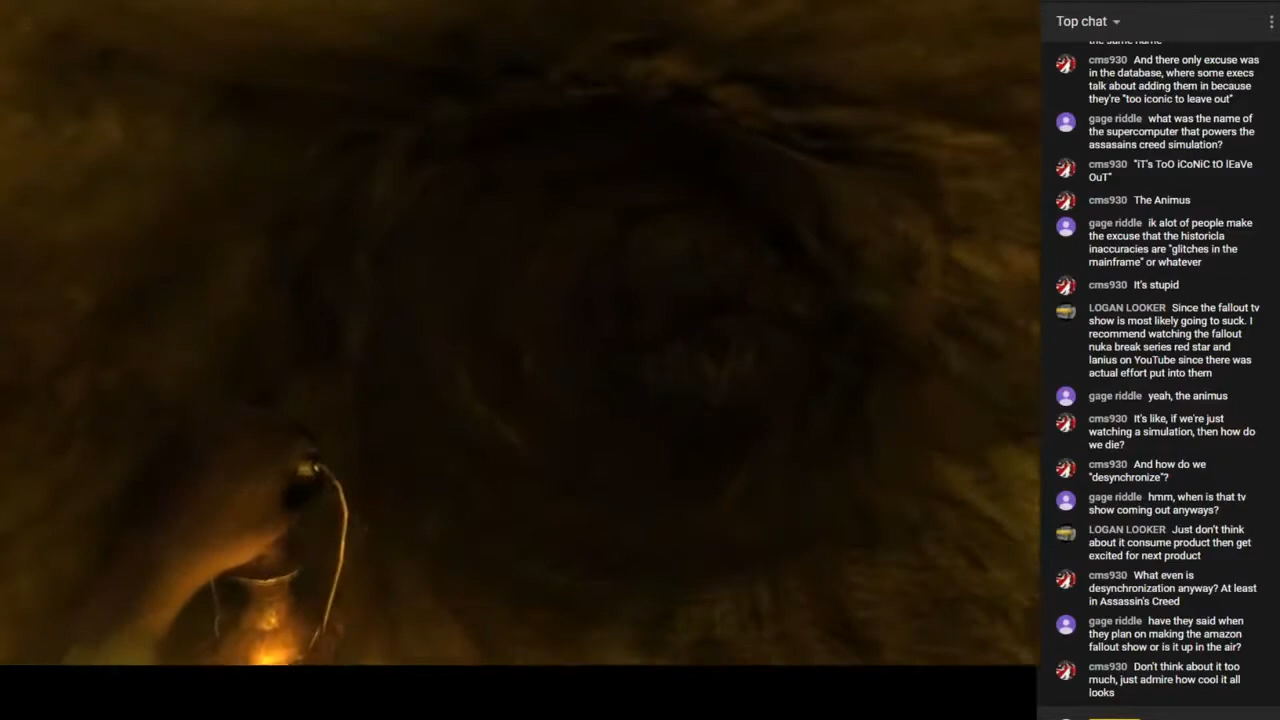 Top chat
the same name
cms930 And there only excuse was
in the database, where some execs
talk about adding them in because
they're "too iconic to leave out"
gage riddle what was the name of
the supercomputer that powers the
assasains creed simulation?
cms930 "iT's ToO iCoNiC tO lEaVe
OuT"
cms930 The Animus
gage riddle ik alot of people make
the excuse that the historicla
inaccuracies are "glitches in the
mainframe" or whatever
cms930 It's stupid
LOGAN LOOKER Since the fallout tv
show is most likely going to suck. I
recommend watching the fallout
nuka break series red star and
lanius on YouTube since there was
actual effort put into them
gage riddle yeah, the animus
cms930 It's like, if we're just
watching a simulation, then how do
we die?
cms930 And how do we
"desynchronize"?
gage riddle hmm, when is that tv
show coming out anyways?
LOGAN LOOKER Just don't think
about it consume product then get
excited for next product
cms930 What even is
desynchronization anyway? At least
in Assassin's Creed
gage riddle have they said when
they plan on making the amazon
fallout show or is it up in the air?
cms930 Don't think about it too
much, just admire how cool it all
looks